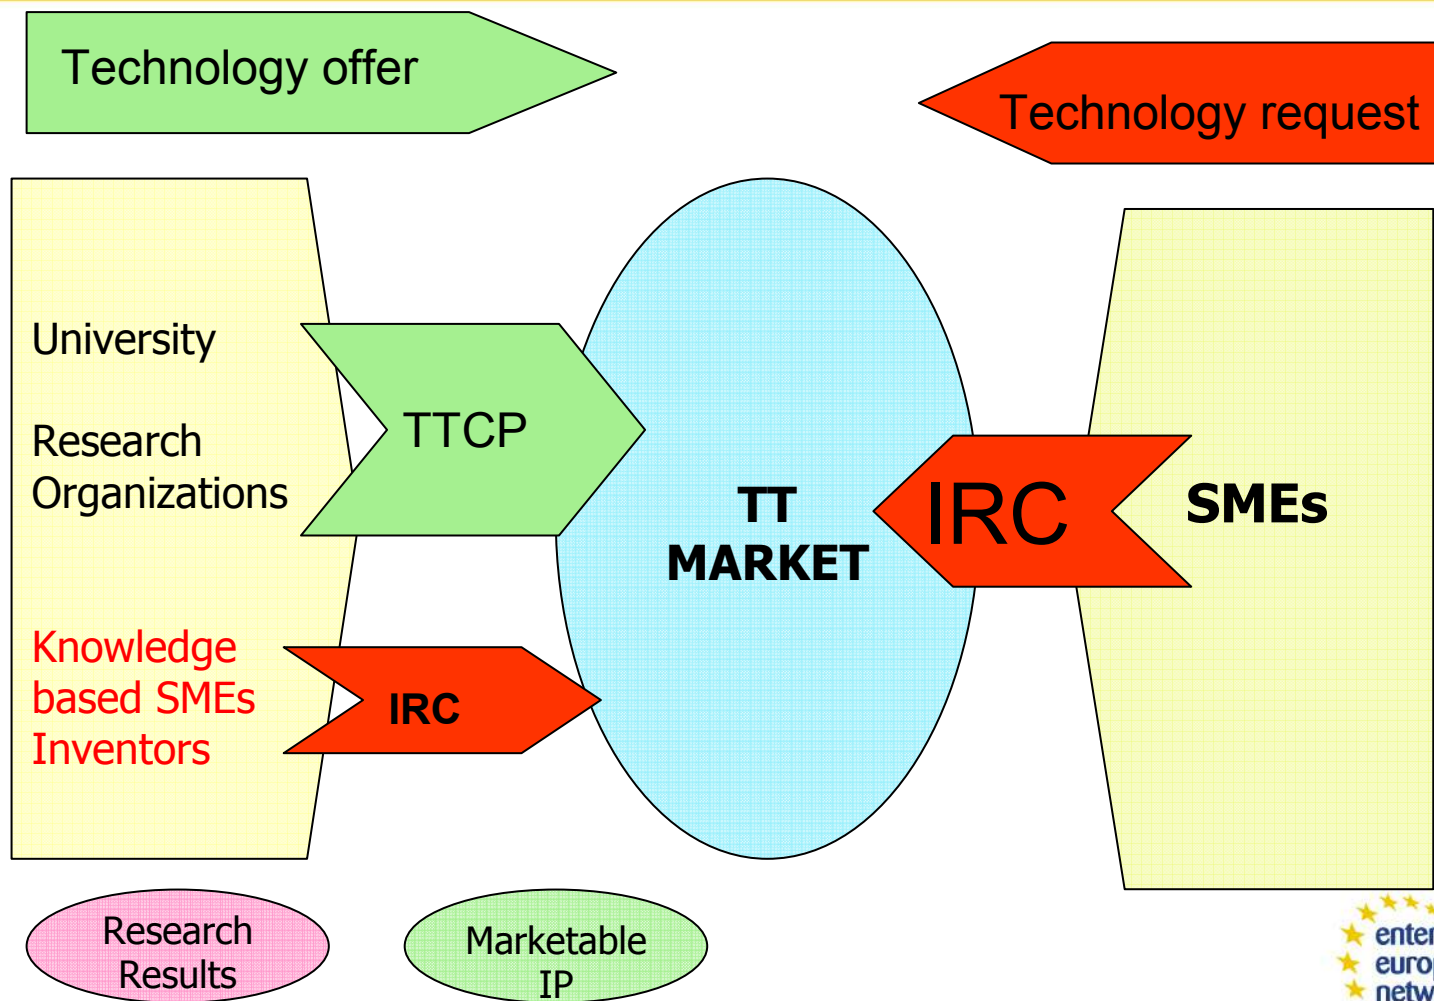 Technology offer
Technology request
University
Research
Organizations
Knowledge
based SMEs
Inventors
TTCP
IRC
TT
MARKET
IRC
SMEs
Research
Results
Marketable
IP